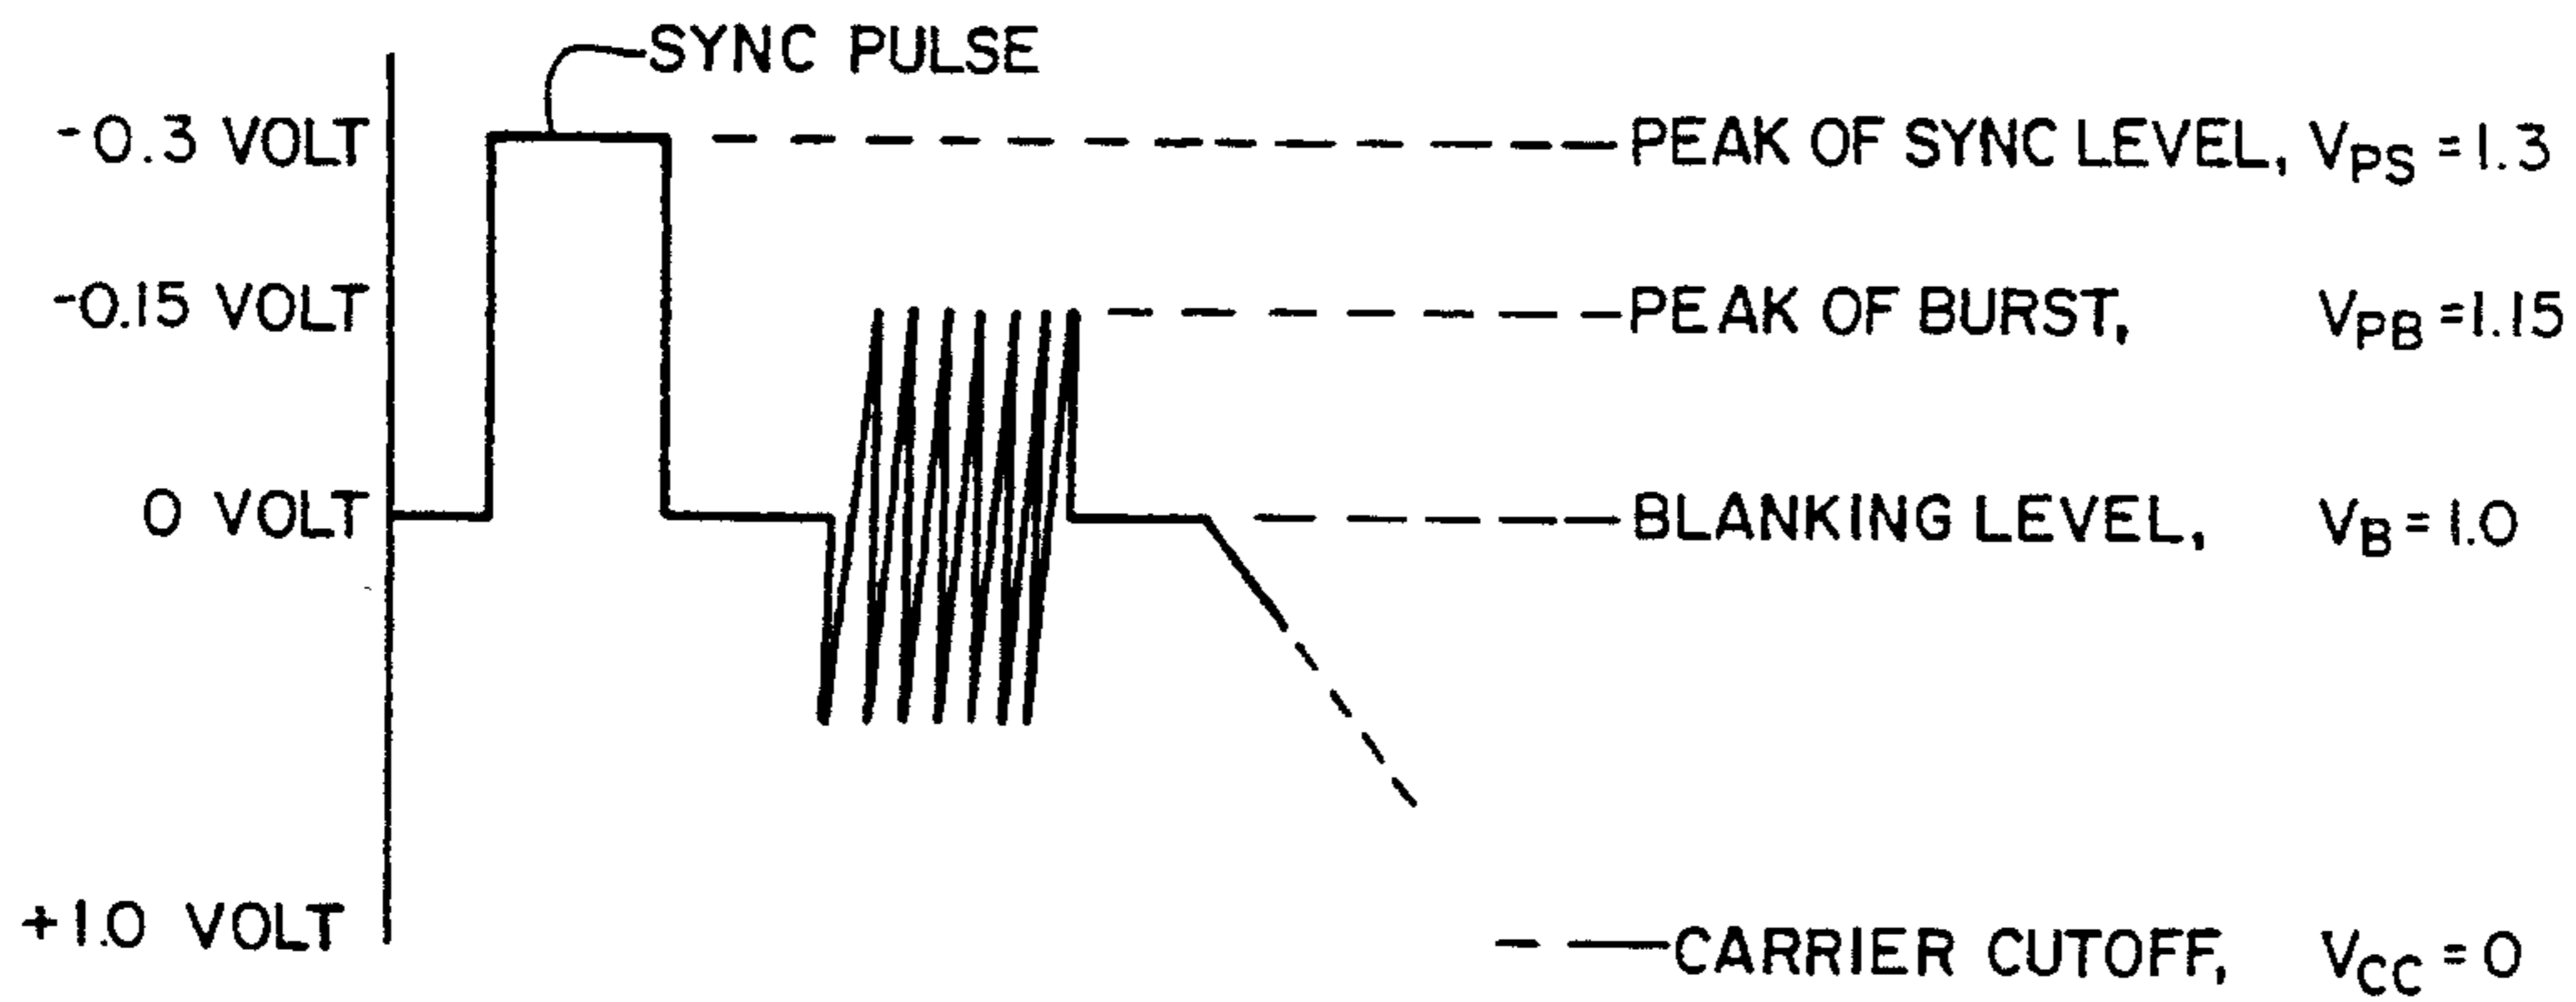 SYNC PULSE
-0.3 VOLT PEAK OF SYNC LEVEL, VPS = 1.3
-0.15 VOLT PEAK OF BURST, VPB = 1.15
0 VOLT BLANKING LEVEL, VB = 1.0
+1.0 VOLT CARRIER CUTOFF, VCC = 0